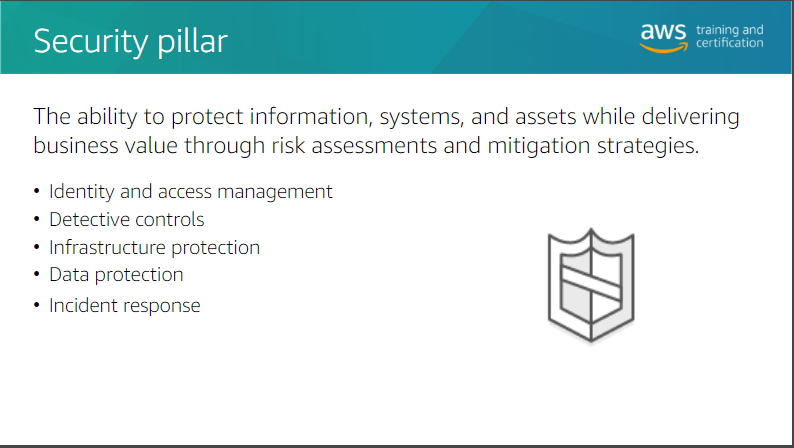 Security pillar
aws training and
certification
The ability to protect information, systems, and assets while delivering
business value through risk assessments and mitigation strategies.
• Identity and access management
• Detective controls
• Infrastructure protection
• Data protection
• Incident response